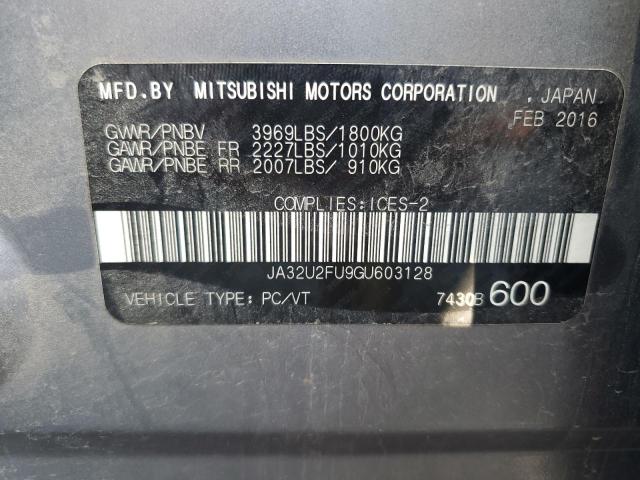 MFD.BY MITSUBISHI MOTORS CORPORATION . JAPAN
FEB 2016
GVWR/PNBV 3969LBS/1800KG
GAWR/PNBE FR 2227LBS/1010KG
GAWR/PNBE RR 2007LBS/ 910KG
COMPLIES:ICES-2
JA32U2FU9GU603128
VEHICLE TYPE: PC/VT 7430B 600